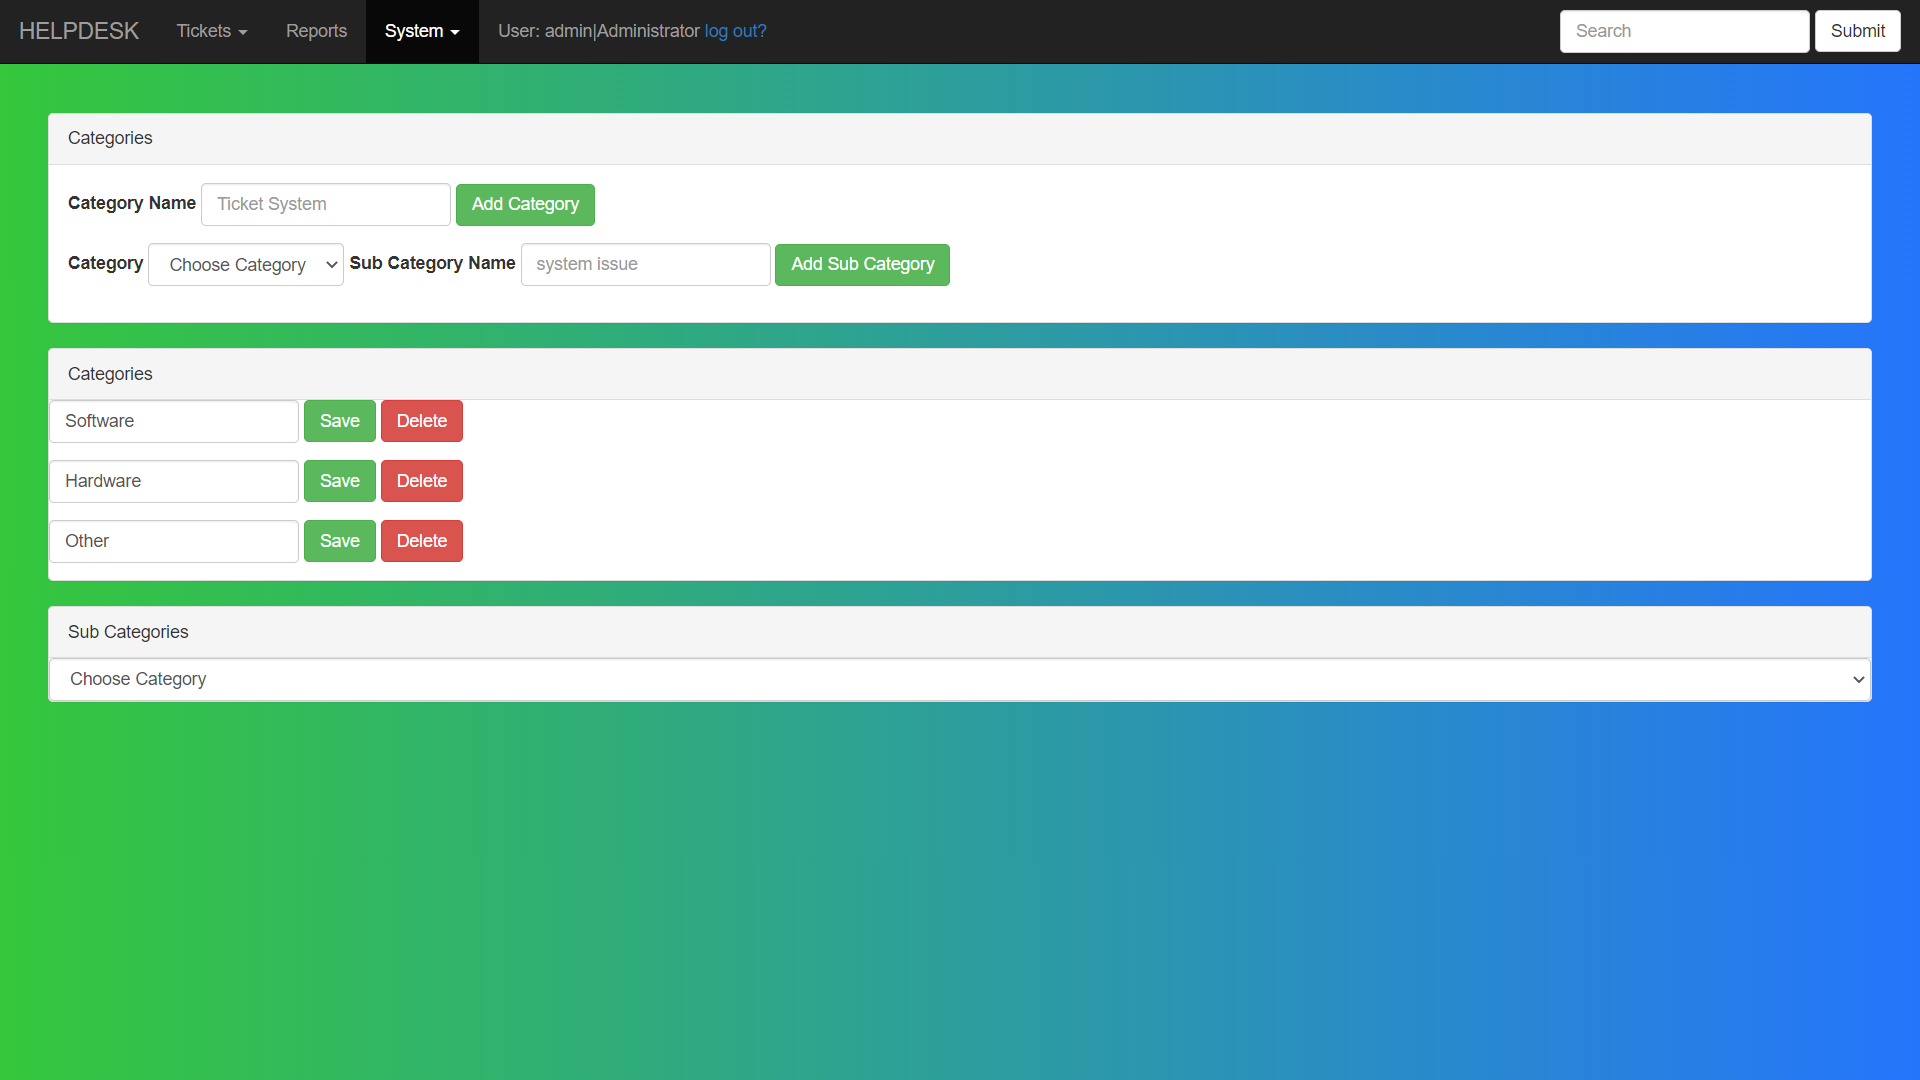 HELPDESK Tickets Reports System User: admin|Administrator log out? Search Submit
Categories
Category Name Ticket System Add Category
Category Choose Category Sub Category Name system issue Add Sub Category
Categories
Software Save Delete
Hardware Save Delete
Other Save Delete
Sub Categories
Choose Category